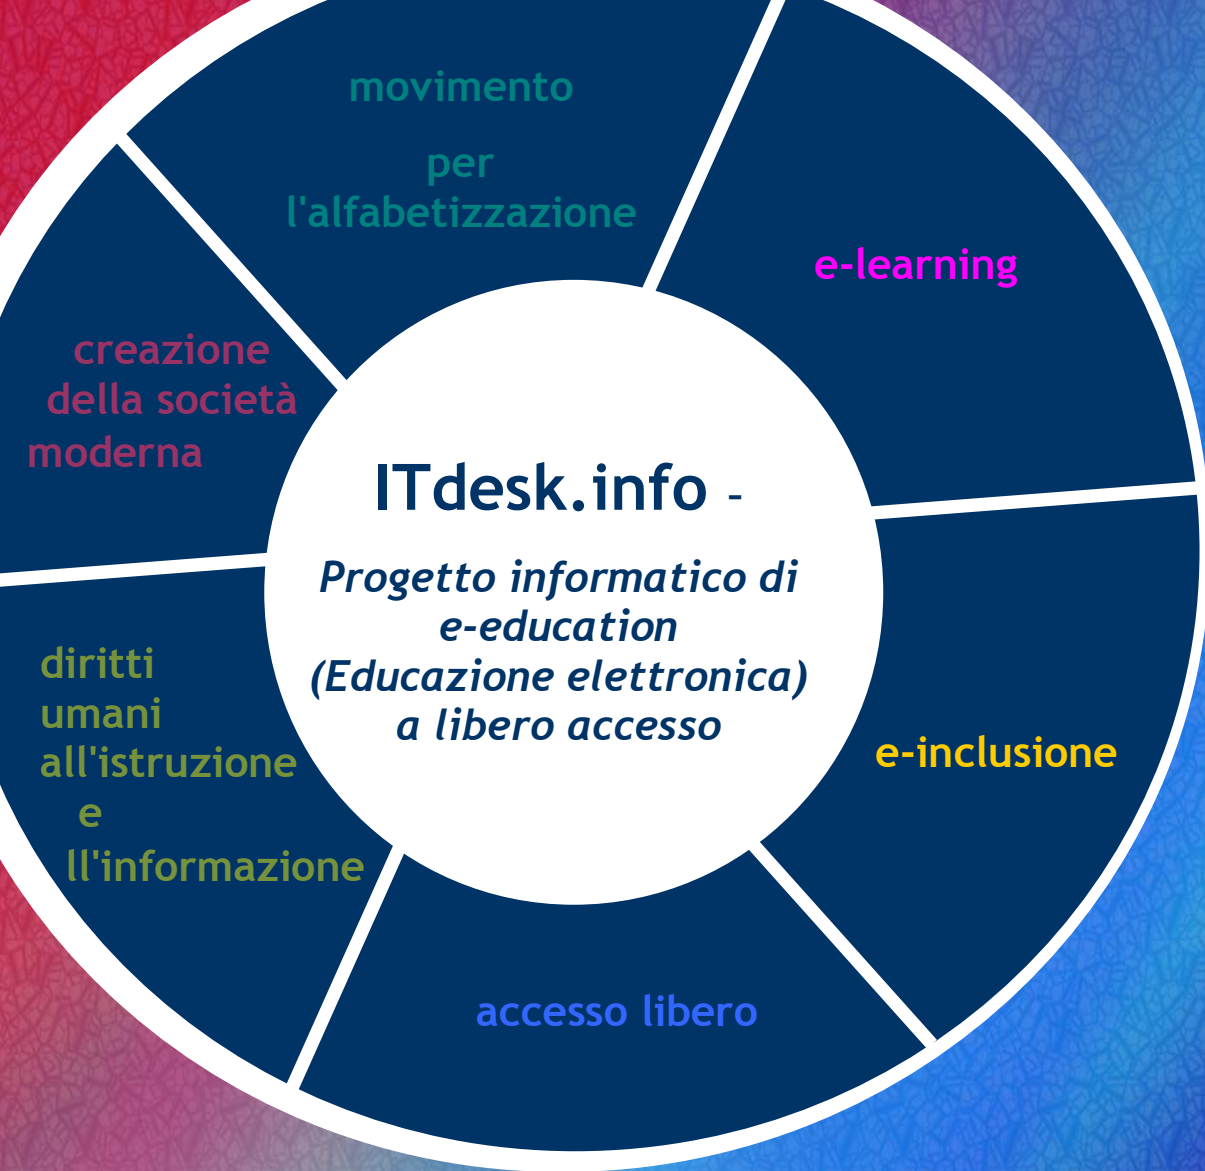 movimento
per
l'alfabetizzazione
e-learning
creazione
della società
moderna
ITdesk.info –
Progetto informatico di
e-education
(Educazione elettronica)
a libero accesso
diritti
umani
all'istruzione
e
ll'informazione
e-inclusione
accesso libero